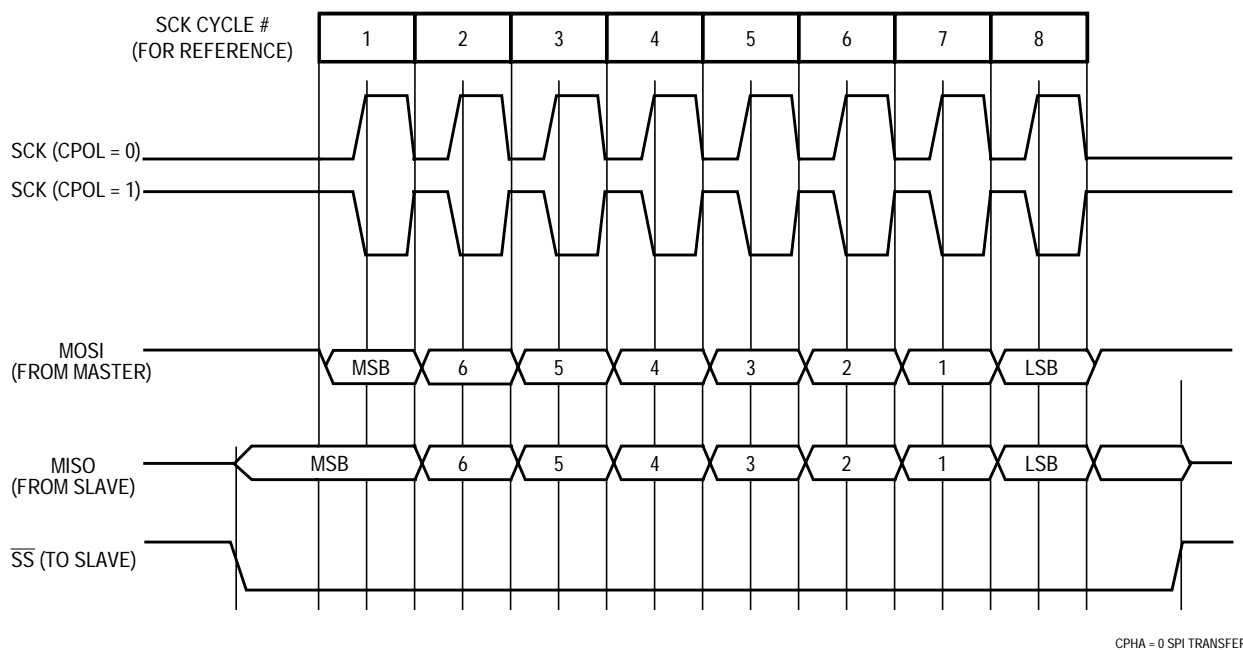 SCK CYCLE #
(FOR REFERENCE)
1 2 3 4 5 6 7 8
SCK (CPOL = 0)
SCK (CPOL = 1)
MOSI
(FROM MASTER)
MSB 6 5 4 3 2 1 LSB
MISO
(FROM SLAVE)
MSB 6 5 4 3 2 1 LSB
SS (TO SLAVE)
CPHA = 0 SPI TRANSFER